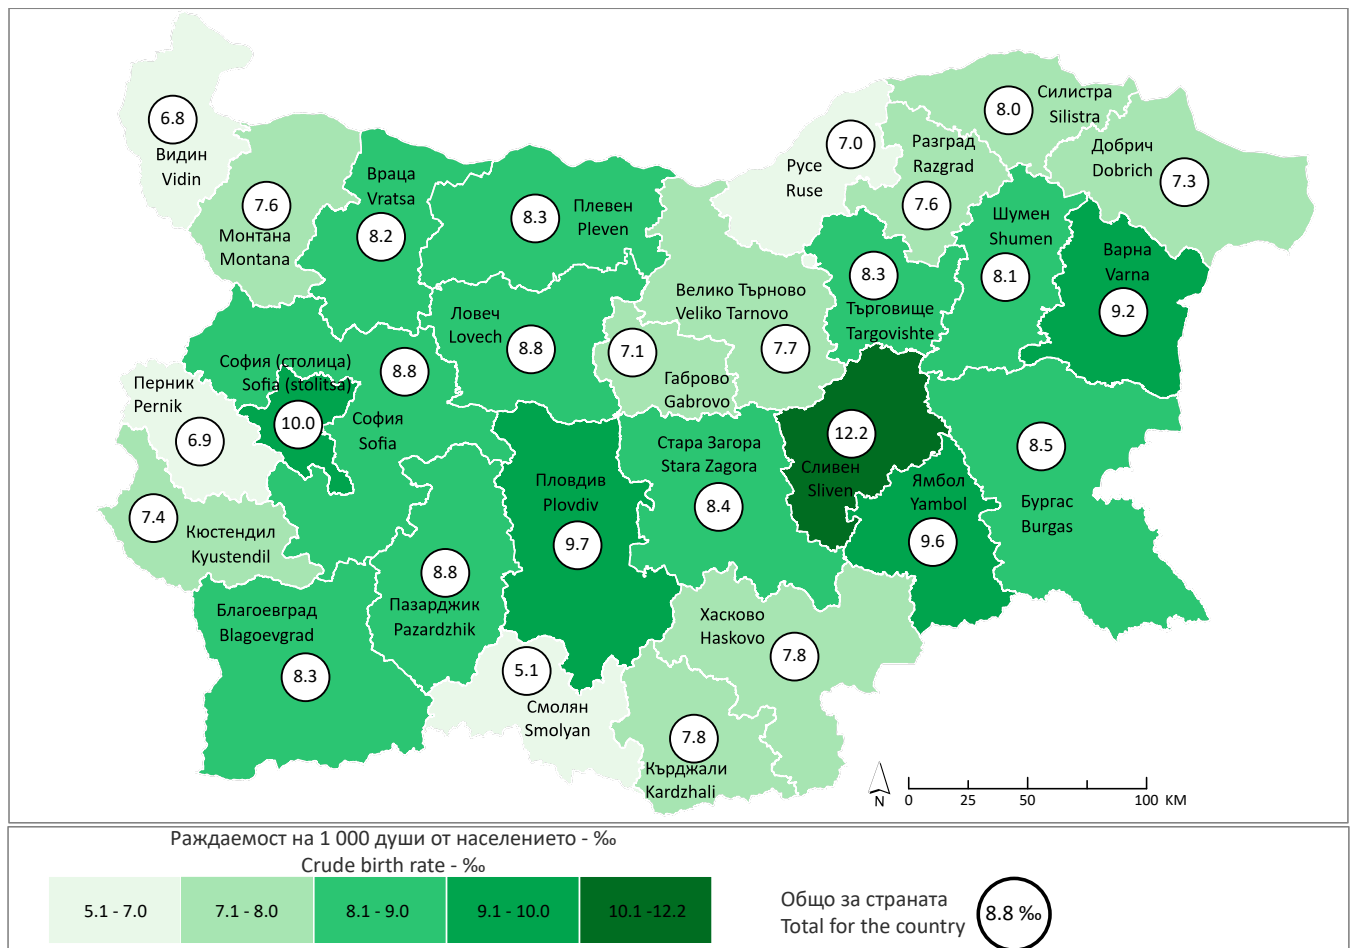 6.8
Видин
Vidin
7.6
Монтана
Montana
Враца
Vratsa
8.2
8.3
Плевен
Pleven
7.0
Русе
Ruse
Разград
Razgrad
7.6
8.0
Силистра
Silistra
Добрич
Dobrich
7.3
Шумен
Shumen
8.1
Варна
Varna
9.2
8.3
Търговище
Targovishte
Велико Търново
Veliko Tarnovo
7.7
Ловеч
Lovech
8.8
7.1
Габрово
Gabrovo
София (столица)
Sofia (stolitsa)
10.0
8.8
София
Sofia
Перник
Pernik
6.9
7.4
Кюстендил
Kyustendil
Пловдив
Plovdiv
9.7
Стара Загора
Stara Zagora
8.4
12.2
Сливен
Sliven
Ямбол
Yambol
9.6
8.5
Бургас
Burgas
Благоевград
Blagoevgrad
8.3
8.8
Пазарджик
Pazardzhik
5.1
Смолян
Smolyan
Хасково
Haskovo
7.8
7.8
Кърджали
Kardzhali
N
0 25 50 100 КМ
Раждаемост на 1 000 души от населението - ‰
Crude birth rate - ‰
5.1 - 7.0
7.1 - 8.0
8.1 - 9.0
9.1 - 10.0
10.1 -12.2
Общо за страната
Total for the country
8.8 ‰